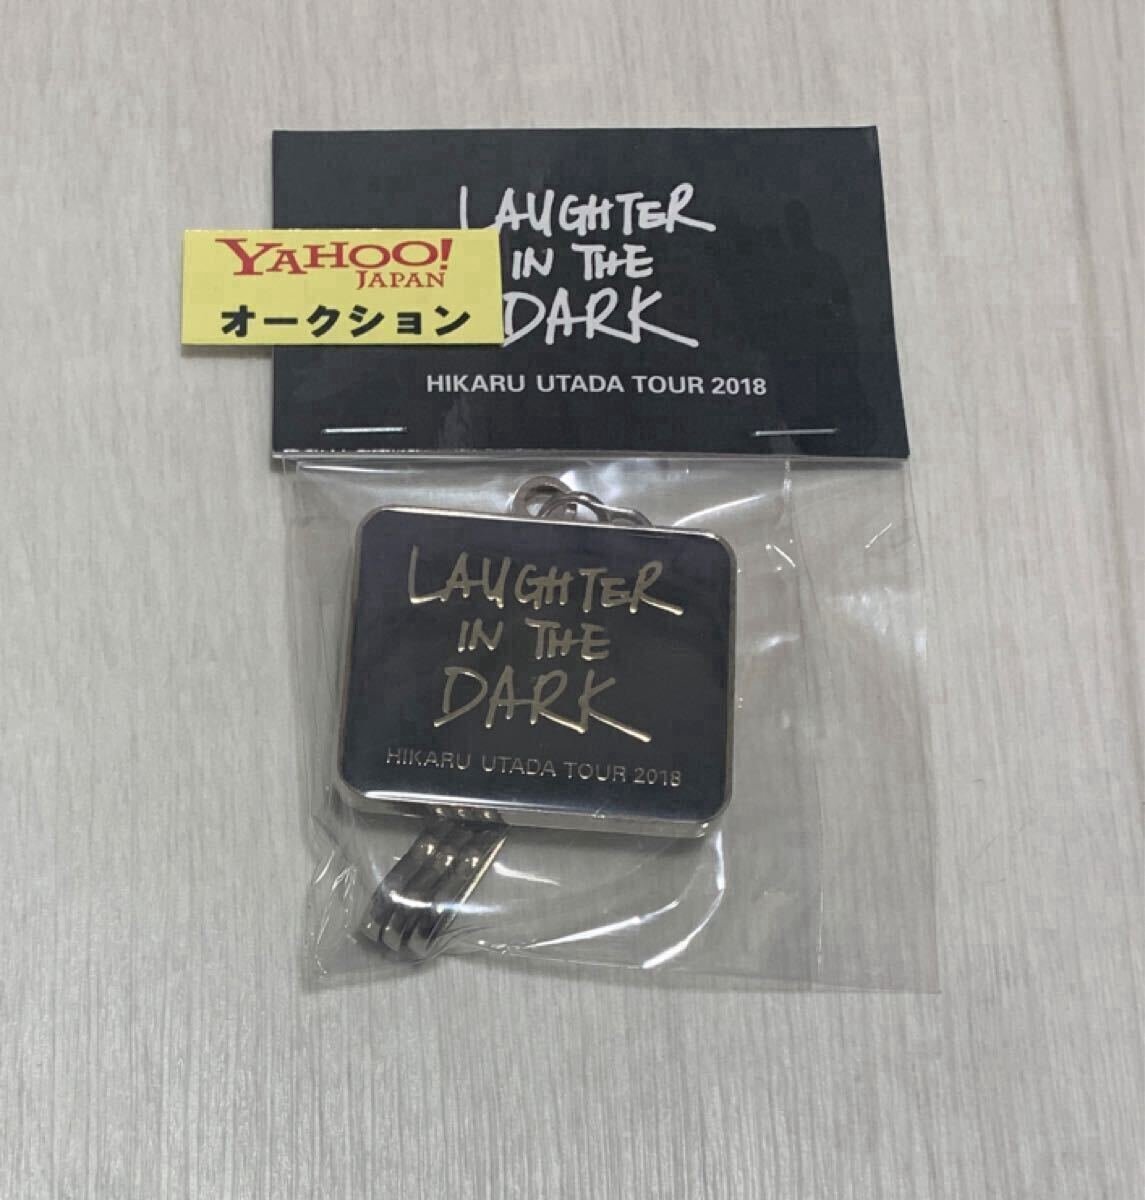 LAUGHTER
IN THE
DARK
HIKARU UTADA TOUR 2018
YAHOO!
JAPAN
オークション
LAUGHTER
IN THE
DARK
HIKARU UTADA TOUR 2018